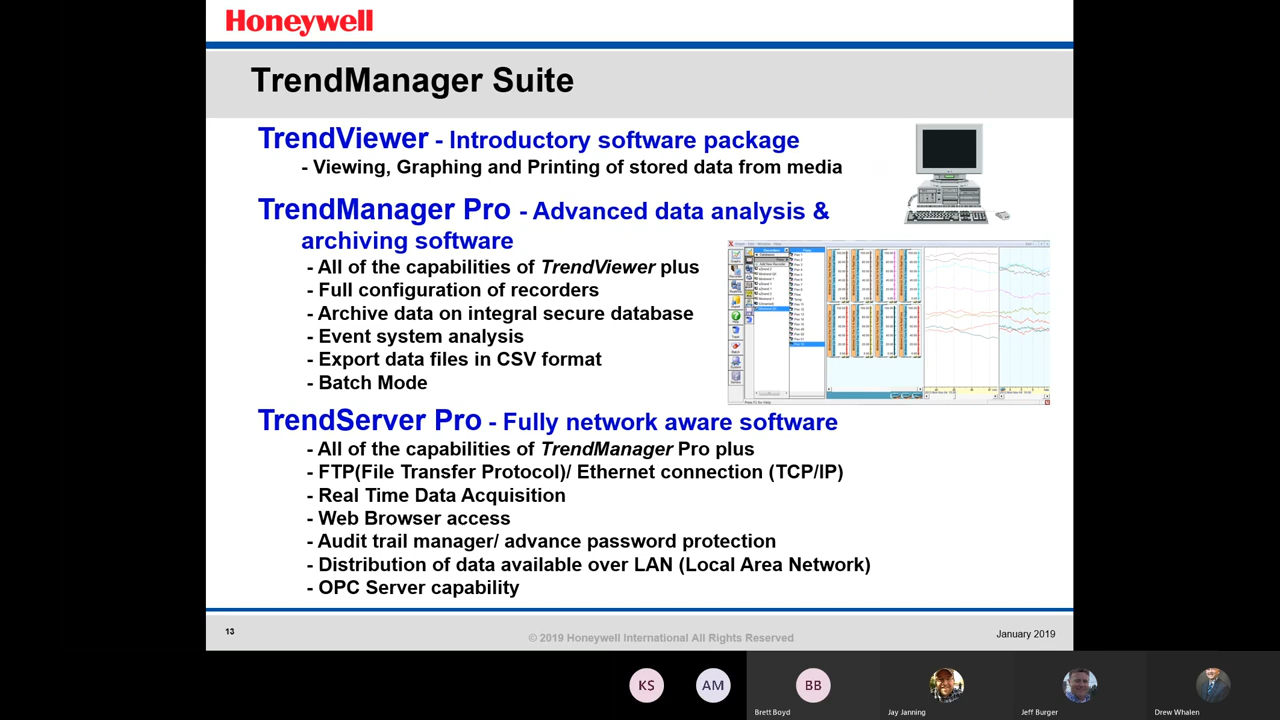 Honeywell
TrendManager Suite
TrendViewer - Introductory software package
- Viewing, Graphing and Printing of stored data from media
TrendManager Pro - Advanced data analysis &
archiving software
- All of the capabilities of TrendViewer plus
- Full configuration of recorders
- Archive data on integral secure database
- Event system analysis
- Export data files in CSV format
- Batch Mode
TrendServer Pro - Fully network aware software
- All of the capabilities of TrendManager Pro plus
- FTP(File Transfer Protocol)/ Ethernet connection (TCP/IP)
- Real Time Data Acquisition
- Web Browser access
- Audit trail manager/ advance password protection
- Distribution of data available over LAN (Local Area Network)
- OPC Server capability
13
© 2019 Honeywell International All Rights Reserved
January 2019
KS
AM
BB
Brett Boyd
Jay Janning
Jeff Burger
Drew Whalen